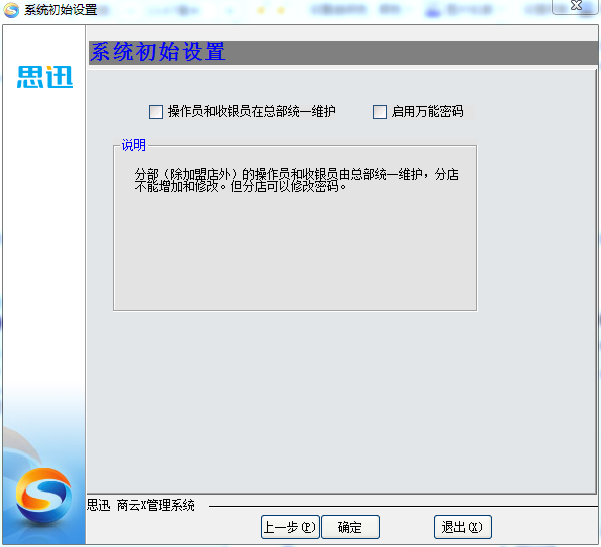 系统初始设置
系统初始设置
思迅
操作员和收银员在总部统一维护
启用万能密码
说明
分部（除加盟店外）的操作员和收银员由总部统一维护，分店
不能增加和修改。但分店可以修改密码。
思迅 商云X管理系统
上一步(P)
确定
退出(X)